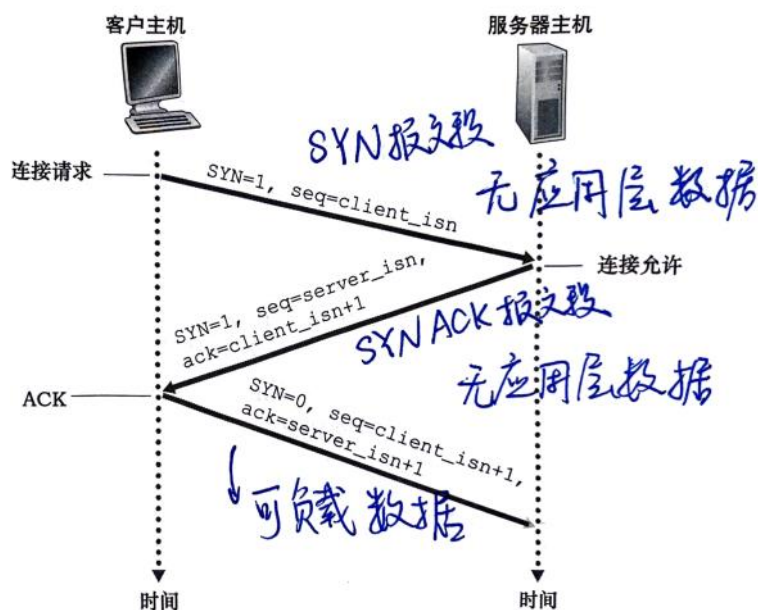 客户主机
服务器主机
SYN报文段
连接请求
SYN=1, seq=client_isn
无应用层数据
连接允许
SYN=1, seq=server_isn,
ack=client_isn+1
SYN ACK 报文段
无应用层数据
ACK
SYN=0, seq=client_isn+1,
ack=server_isn+1
可负载数据
时间
时间